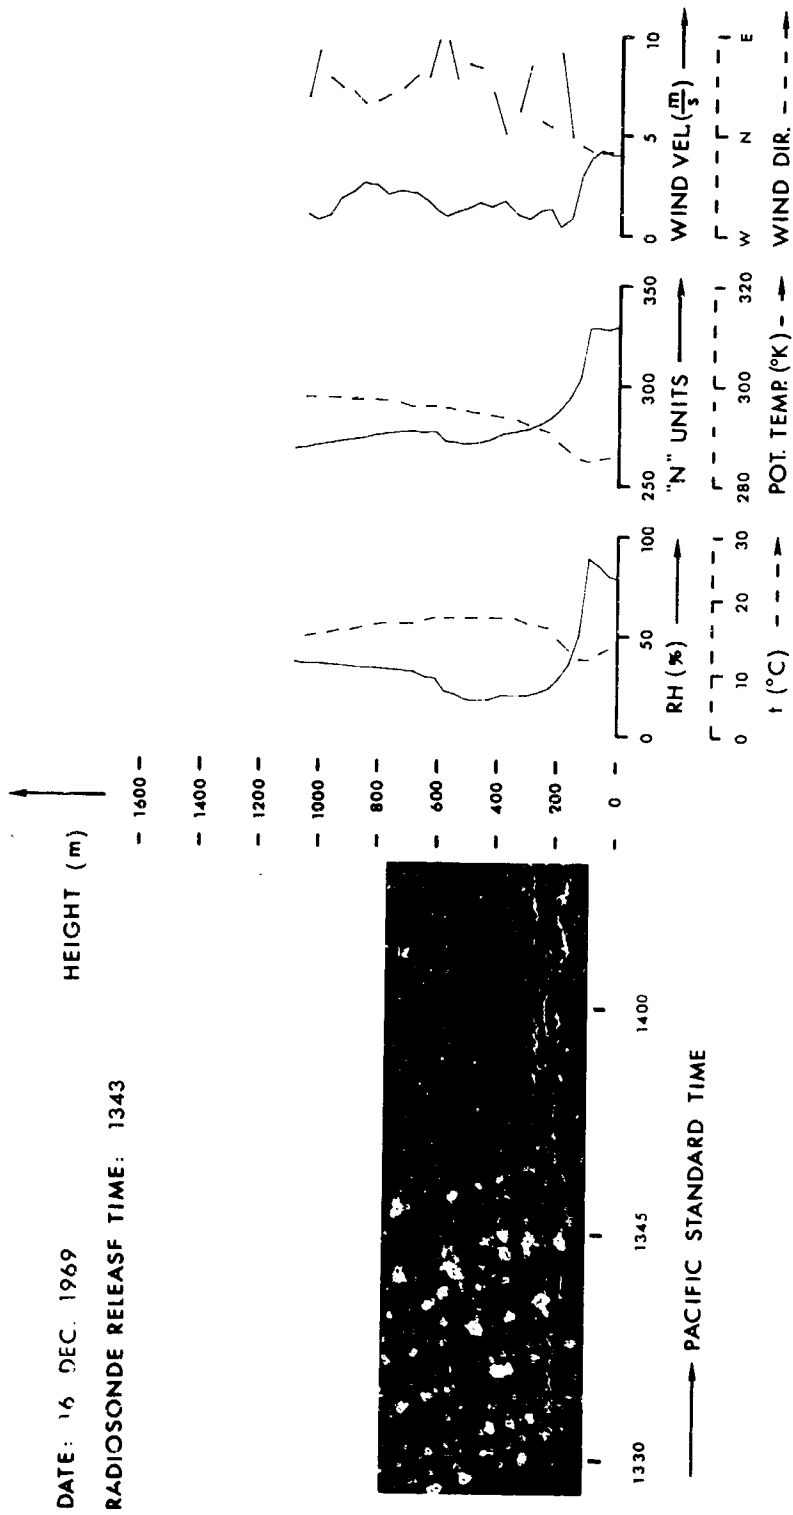 DATE: 16 DEC. 1969
HEIGHT (m)
RADIOSONDE RELEASE TIME: 1343
1600
1400
1200
1000
800
600
400
200
0
1330
1345
1400
PACIFIC STANDARD TIME
0
50
100
RH (%)
0
10
20
30
t (°C)
250
300
350
"N" UNITS
280
300
320
POT. TEMP. (°K)
0
5
10
WIND VEL. (m/s)
W
N
E
WIND DIR.